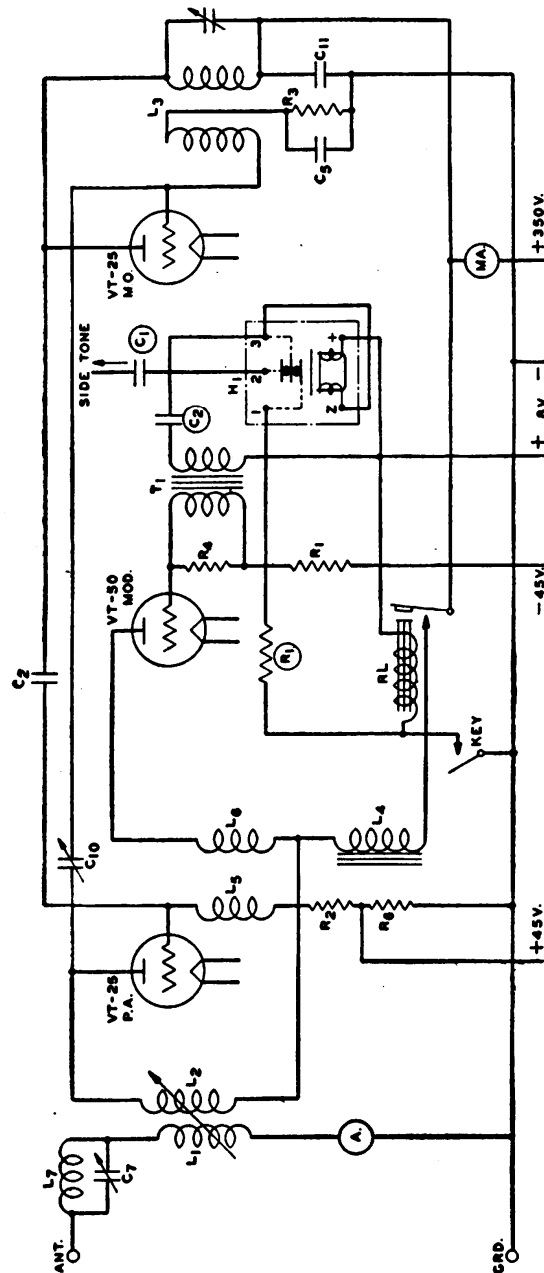 ANT.
L7
C7
L1
L2
VT-25
P.A.
C10
C2
L5
L6
VT-50
MOD.
T1
C2
SIDE TONE
C1
VT-25
MO.
L3
R4
R1
H1
1
2
3
Z
+
C5
R3
C11
A.
R2
R6
L4
R1
RL
KEY
MA.
GRD.
+45V.
-45V.
+ 8V -
+350V.